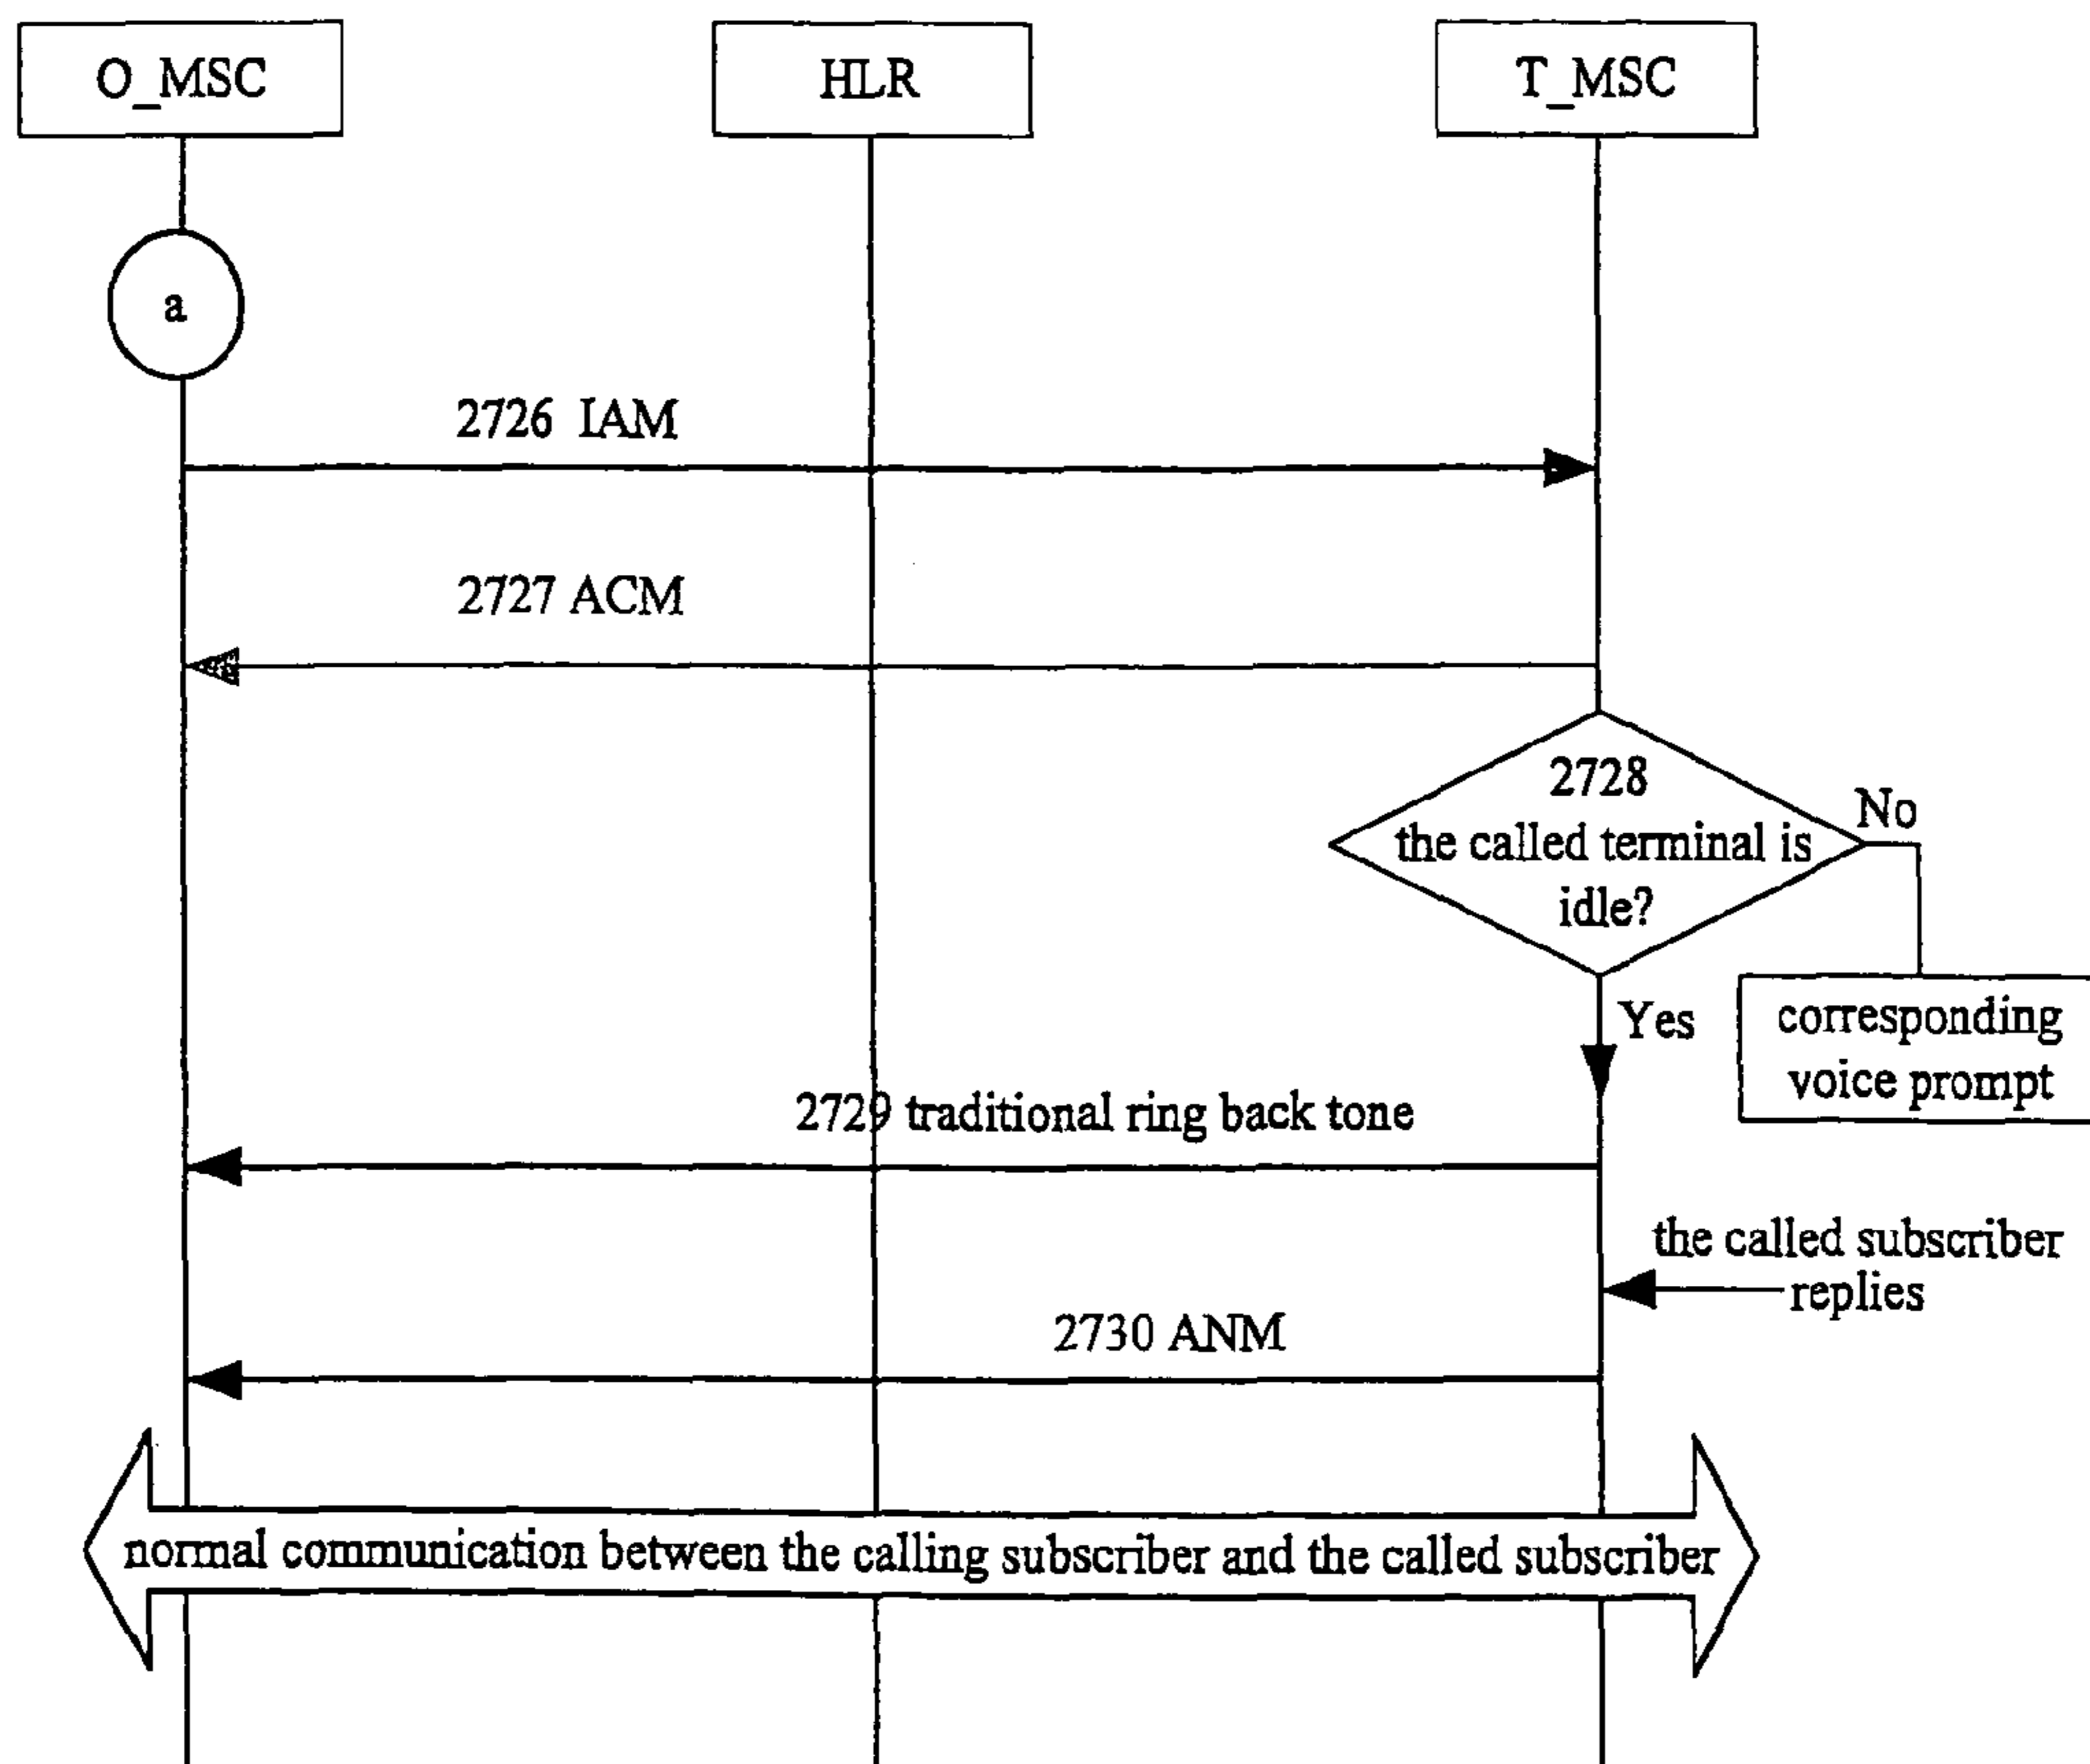 O_MSC
HLR
T_MSC
a
2726 IAM
2727 ACM
2728
the called terminal is
idle?
No
Yes
corresponding
voice prompt
2729 traditional ring back tone
the called subscriber
replies
2730 ANM
normal communication between the calling subscriber and the called subscriber